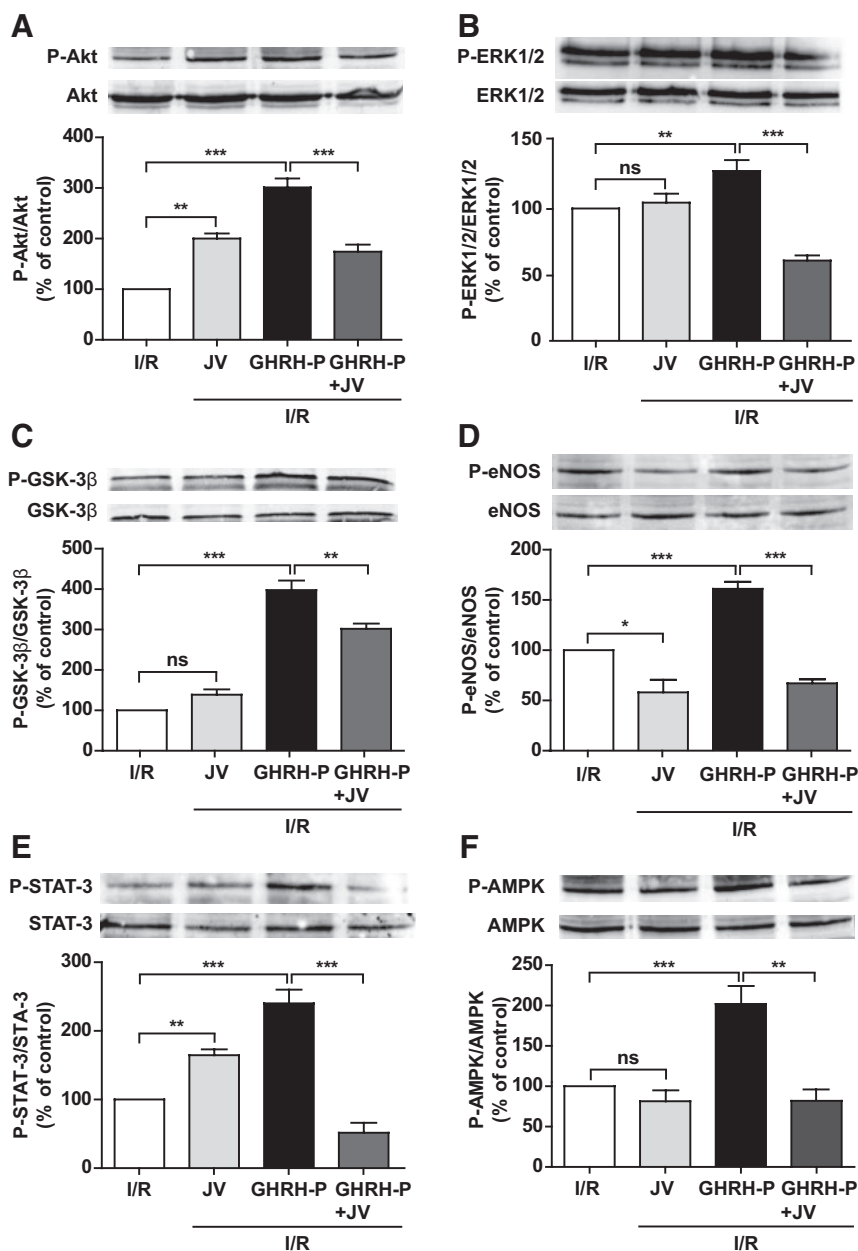 A
P-Akt
Akt
P-Akt/Akt
(% of control)
400
300
200
100
0
***
***
**
I/R
JV
GHRH-P
GHRH-P
+JV
I/R
B
P-ERK1/2
ERK1/2
P-ERK1/2/ERK1/2
(% of control)
150
100
50
0
**
***
ns
I/R
JV
GHRH-P
GHRH-P
+JV
I/R
C
P-GSK-3β
GSK-3β
P-GSK-3β/GSK-3β
(% of control)
500
400
300
200
100
0
***
**
ns
I/R
JV
GHRH-P
GHRH-P
+JV
I/R
D
P-eNOS
eNOS
P-eNOS/eNOS
(% of control)
200
150
100
50
0
***
***
*
I/R
JV
GHRH-P
GHRH-P
+JV
I/R
E
P-STAT-3
STAT-3
P-STAT-3/STA-3
(% of control)
300
200
100
0
***
***
**
I/R
JV
GHRH-P
GHRH-P
+JV
I/R
F
P-AMPK
AMPK
P-AMPK/AMPK
(% of control)
250
200
150
100
50
0
***
**
ns
I/R
JV
GHRH-P
GHRH-P
+JV
I/R